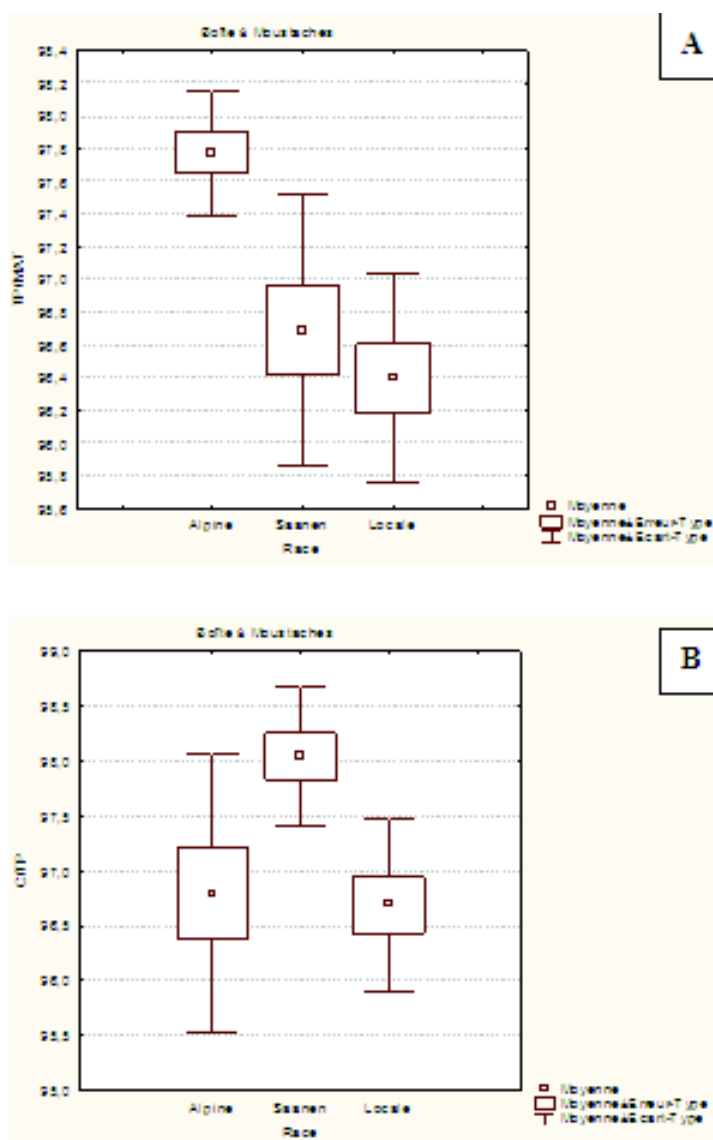 Boîte & Moustaches
A
98,4
98,2
98,0
97,8
97,6
97,4
97,2
97,0
96,8
96,6
96,4
96,2
96,0
95,8
95,6
TP/MAT
Alpine Saanen Locale
Race
Moyenne
Moyenne±Erreur-Type
Moyenne±Ecart-Type
Boîte & Moustaches
B
99,0
98,5
98,0
97,5
97,0
96,5
96,0
95,5
95,0
C/TP
Alpine Saanen Locale
Race
Moyenne
Moyenne±Erreur-Type
Moyenne±Ecart-Type